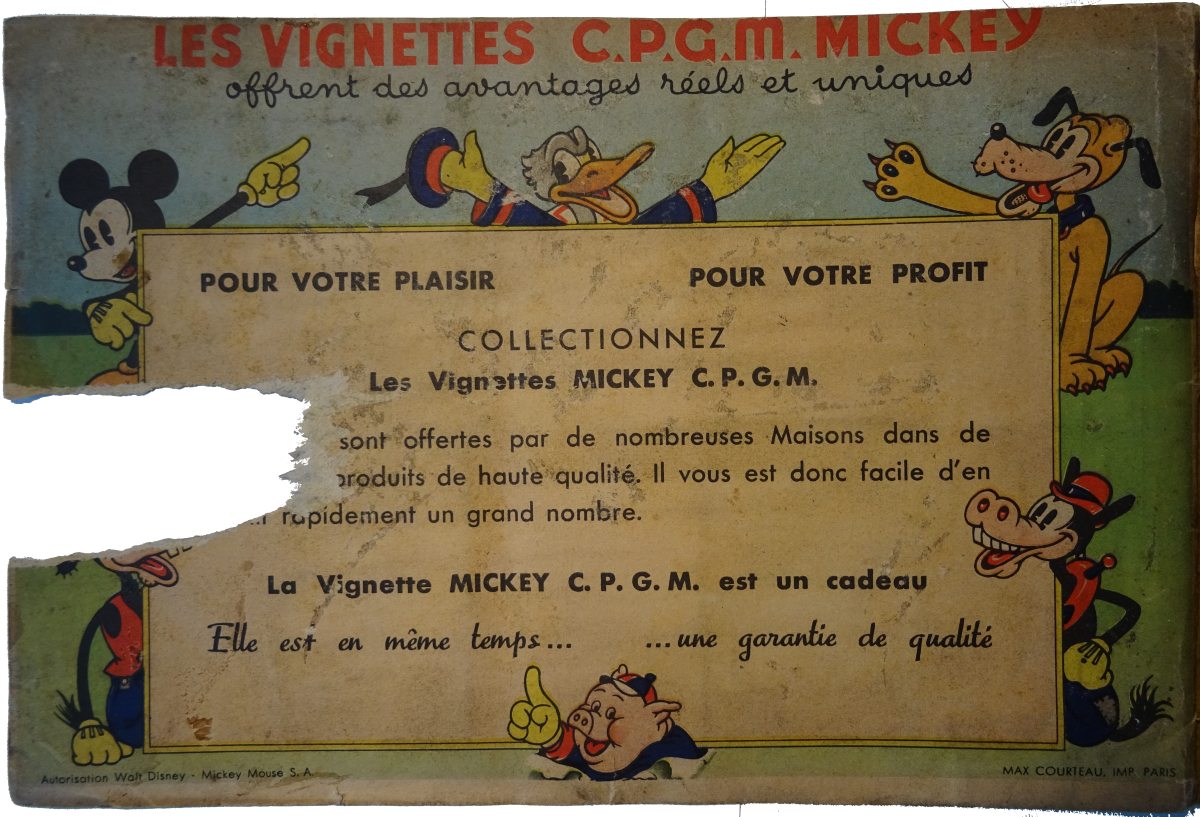 LES VIGNETTES C.P.G.M. MICKEY
offrent des avantages réels et uniques
POUR VOTRE PLAISIR POUR VOTRE PROFIT
COLLECTIONNEZ
Les Vignettes MICKEY C.P.G.M.
sont offertes par de nombreuses Maisons dans de
produits de haute qualité. Il vous est donc facile d'en
rapidement un grand nombre.
La Vignette MICKEY C.P.G.M. est un cadeau
Elle est en même temps... ...une garantie de qualité
Autorisation Walt Disney - Mickey Mouse S. A. MAX COURTEAU. IMP. PARIS